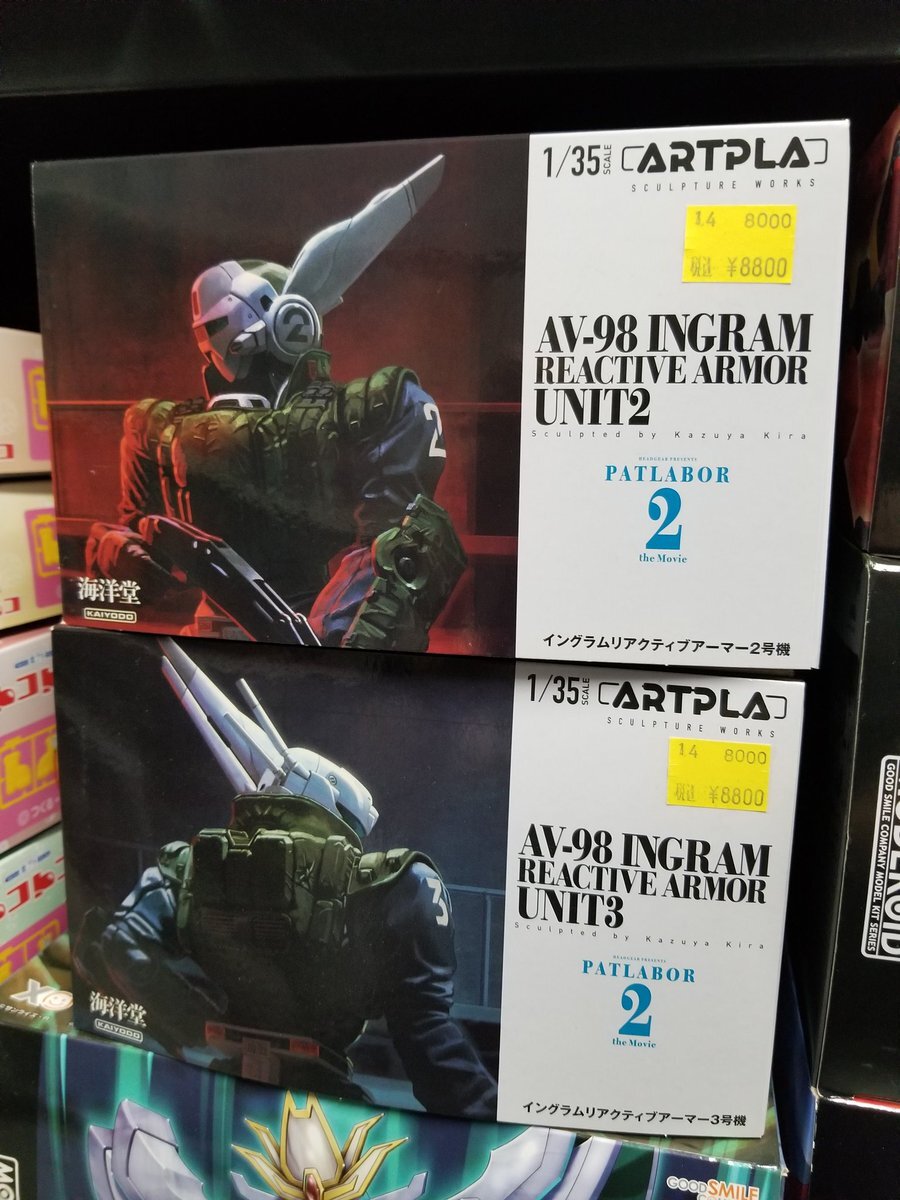 1/35 SCALE ARTPLA
SCULPTURE WORKS
14 8000
税込 ¥8800
AV-98 INGRAM
REACTIVE ARMOR
UNIT2
Sculpted by Kazuya Kira
HEADGEAR PRESENTS
PATLABOR
2
the Movie
2
2
海洋堂
KAIYODO
イングラムリアクティブアーマー2号機
1/35 SCALE ARTPLA
SCULPTURE WORKS
14 8000
税込 ¥8800
AV-98 INGRAM
REACTIVE ARMOR
UNIT3
Sculpted by Kazuya Kira
HEADGEAR PRESENTS
PATLABOR
2
the Movie
3
海洋堂
KAIYODO
イングラムリアクティブアーマー3号機
MODEROID
GOOD SMILE COMPANY MODEL KIT SERIES
GOODSMILE